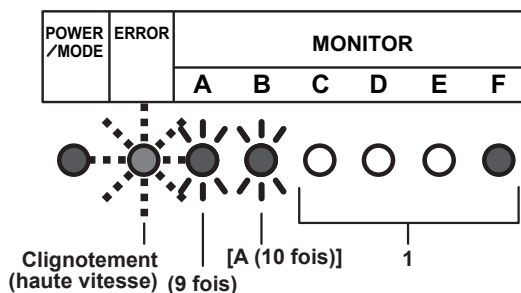 POWER
/MODE
ERROR
MONITOR
A B C D E F
Clignotement
(haute vitesse)
(9 fois)
[A (10 fois)]
1